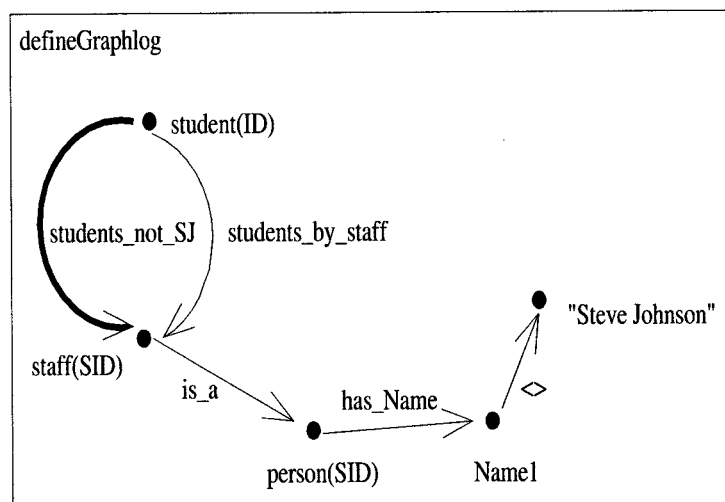 defineGraphlog
student(ID)
students_not_SJ
students_by_staff
"Steve Johnson"
staff(SID)
is_a
has_Name
<>
person(SID)
Name1